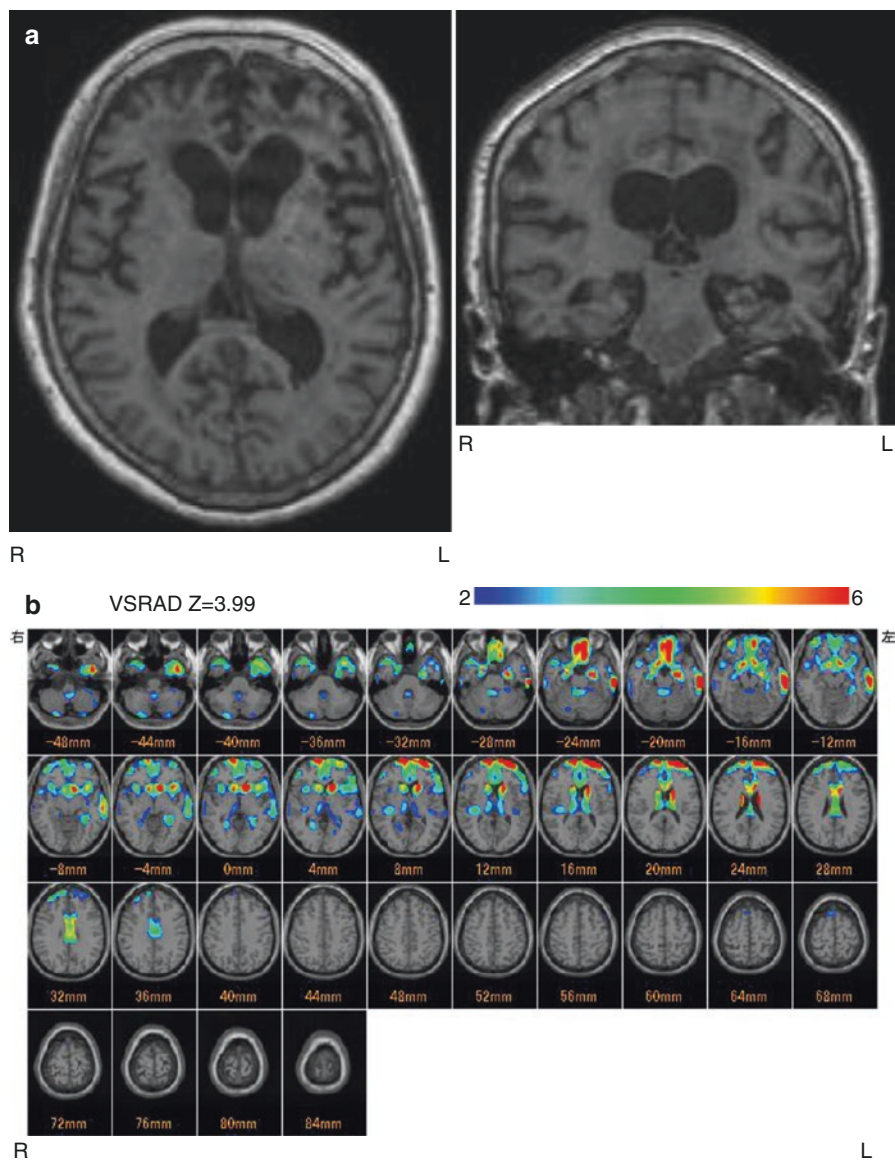 a
R L
R L
b VSRAD Z=3.99 2 6
右 左
-48mm -44mm -40mm -36mm -32mm -28mm -24mm -20mm -16mm -12mm
-8mm -4mm 0mm 4mm 8mm 12mm 16mm 20mm 24mm 28mm
32mm 36mm 40mm 44mm 48mm 52mm 56mm 60mm 64mm 68mm
72mm 76mm 80mm 84mm
R L